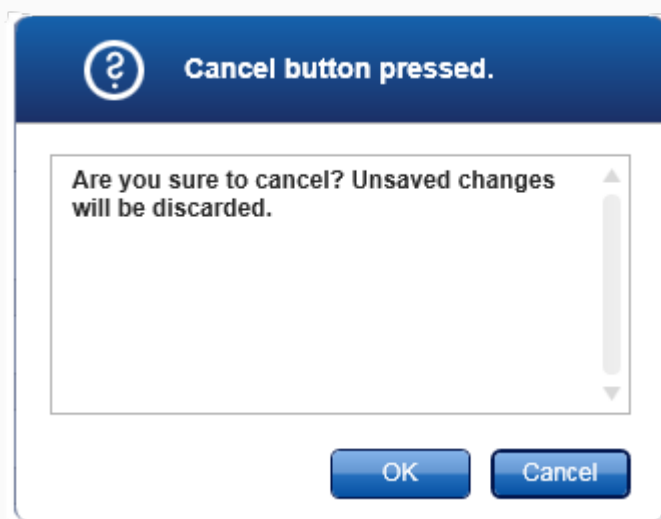 Cancel button pressed.
Are you sure to cancel? Unsaved changes
will be discarded.
OK
Cancel